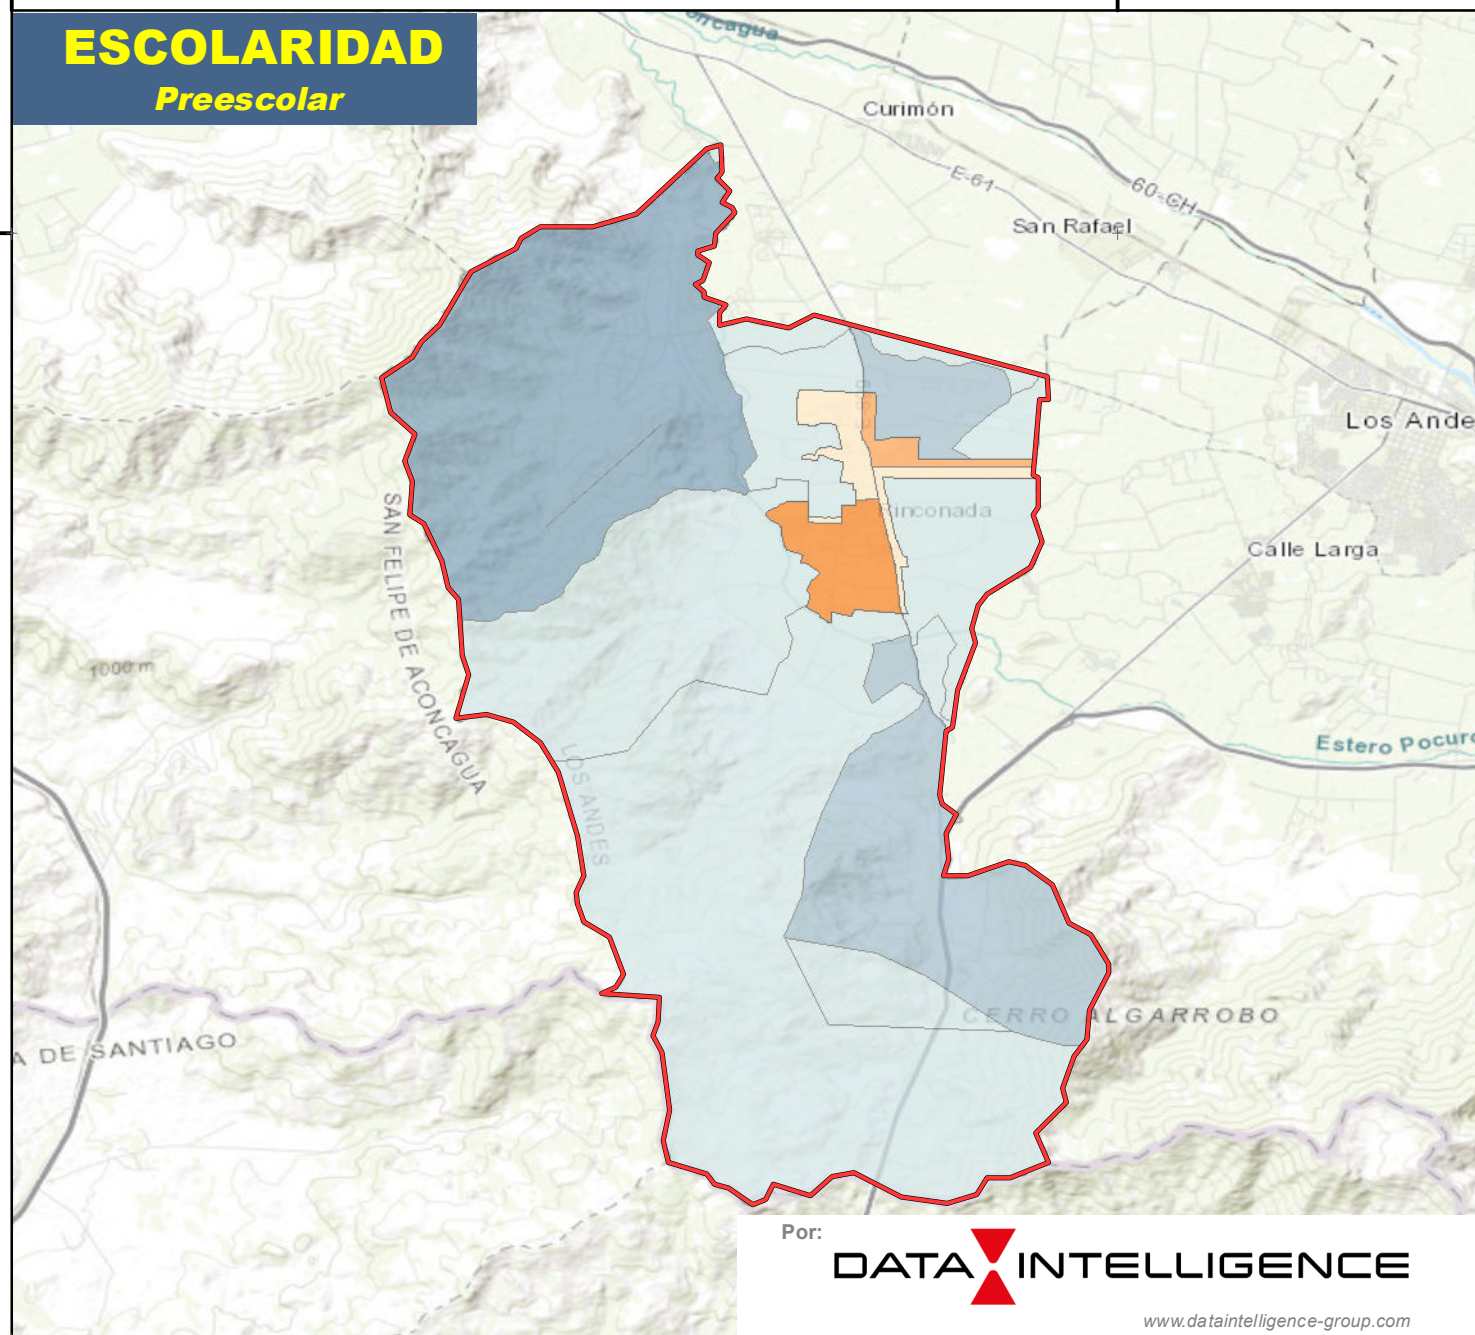 ESCOLARIDAD
Preescolar
Curimón
E-61
60-CH
San Rafael
Los Ande
Rinconada
Calle Larga
SAN FELIPE DE ACONCAGUA
1000 m
LOS ANDES
Estero Pocuro
CERRO ALGARROBO
A DE SANTIAGO
Por:
DATA INTELLIGENCE
www.dataintelligence-group.com